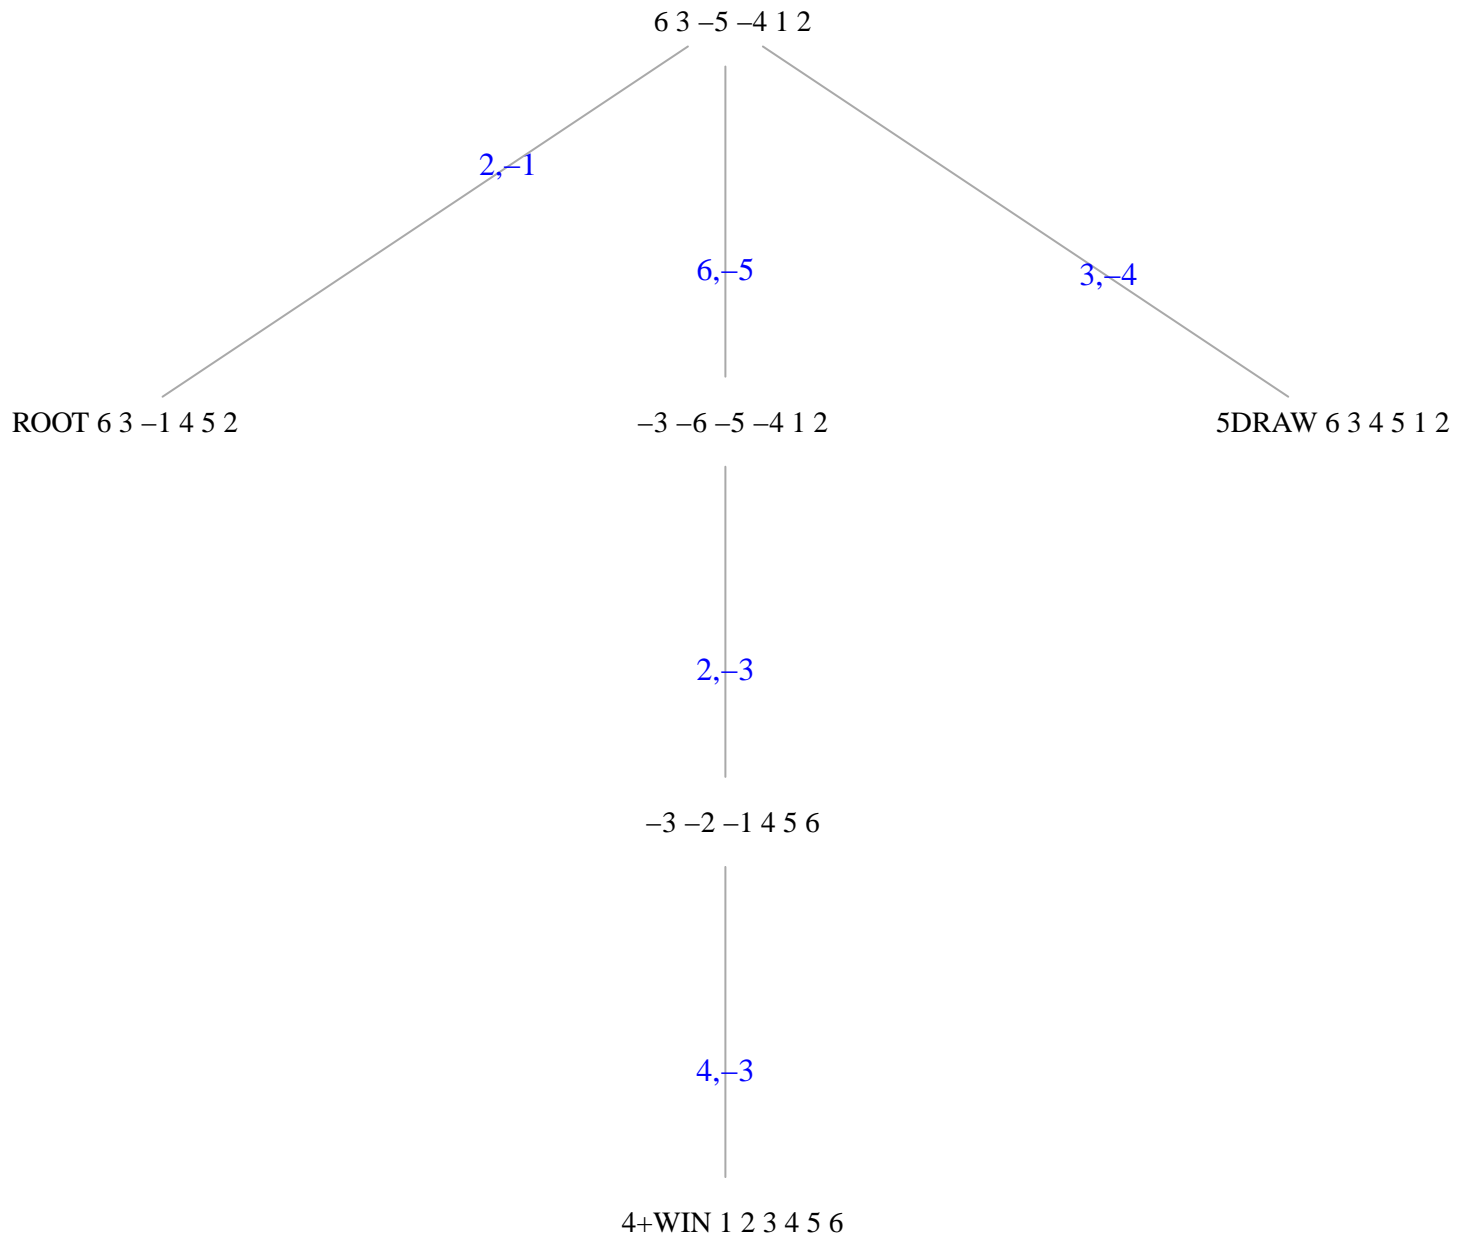 6 3 –5 –4 1 2
2,–1
6,–5
3,–4
ROOT 6 3 –1 4 5 2
–3 –6 –5 –4 1 2
5DRAW 6 3 4 5 1 2
2,–3
–3 –2 –1 4 5 6
4,–3
4+WIN 1 2 3 4 5 6